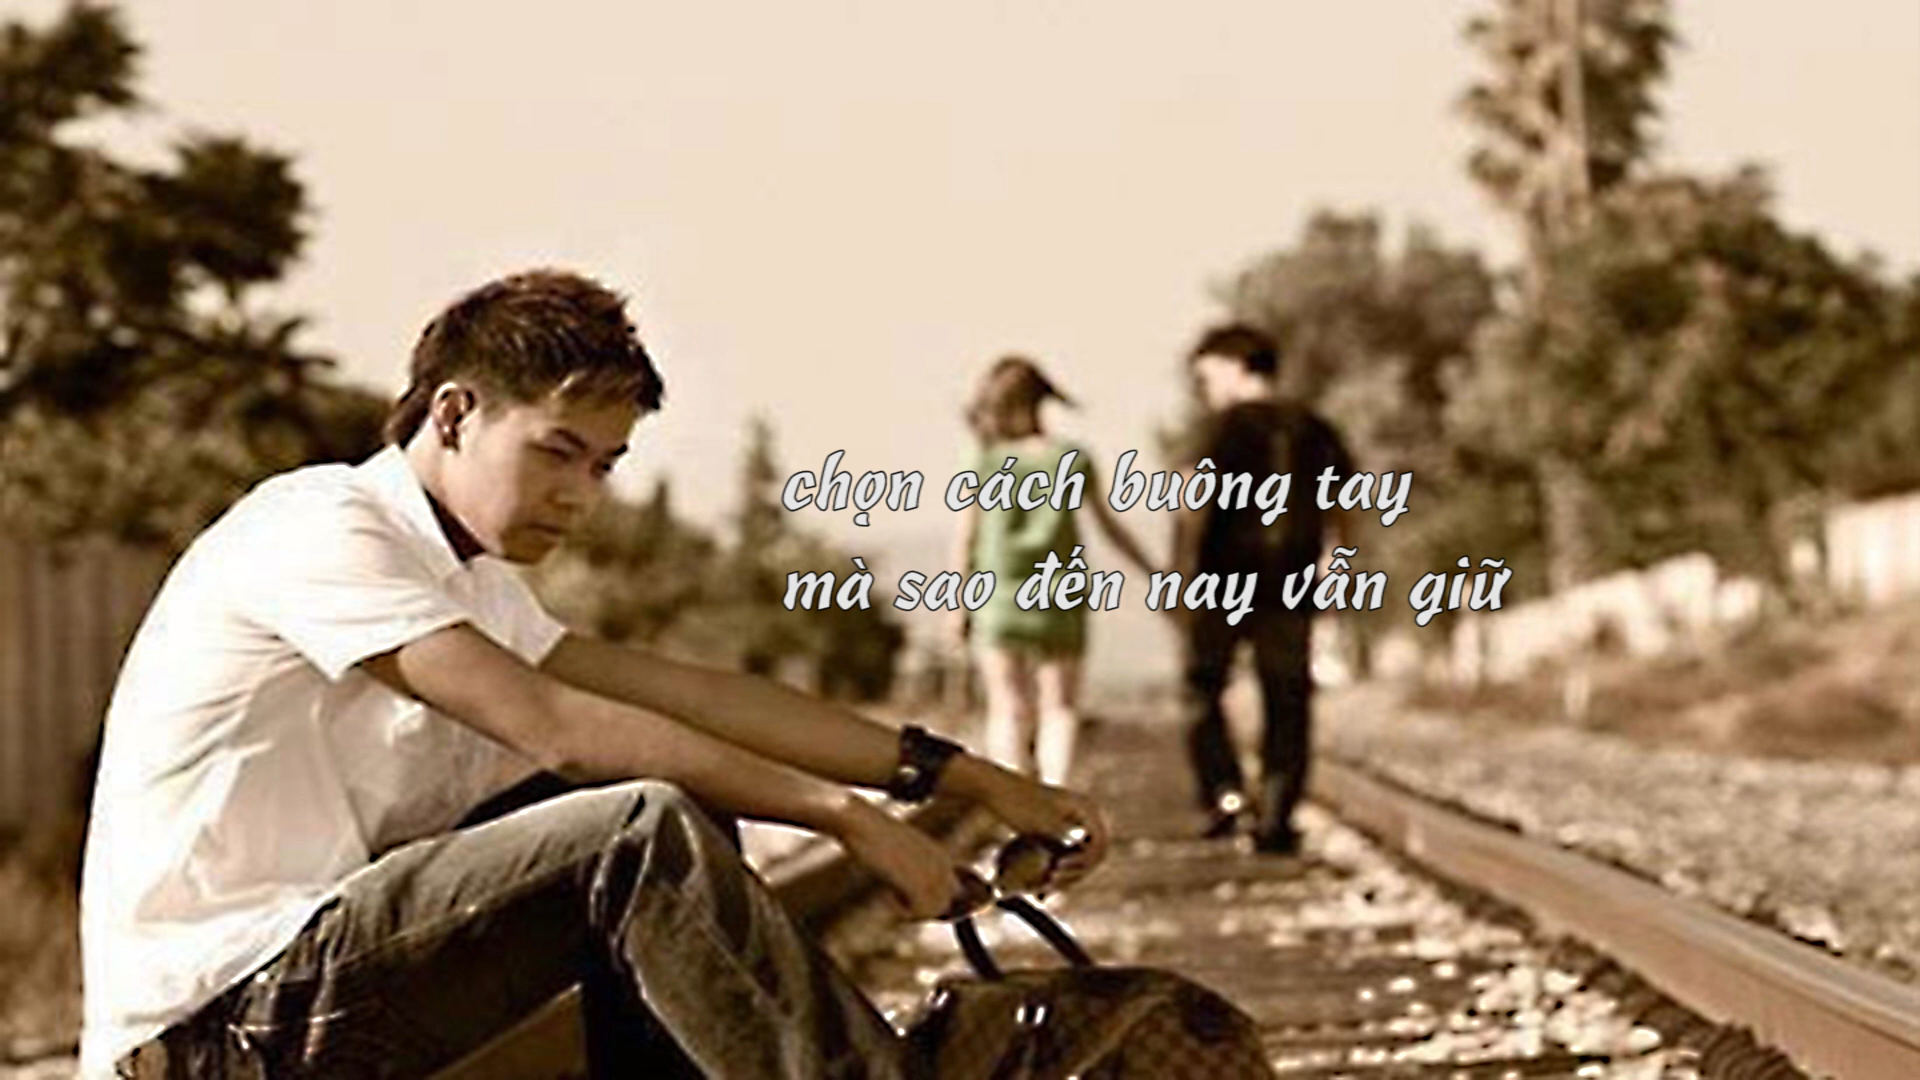 chọn cách buông tay
mà sao đến nay vẫn giữ